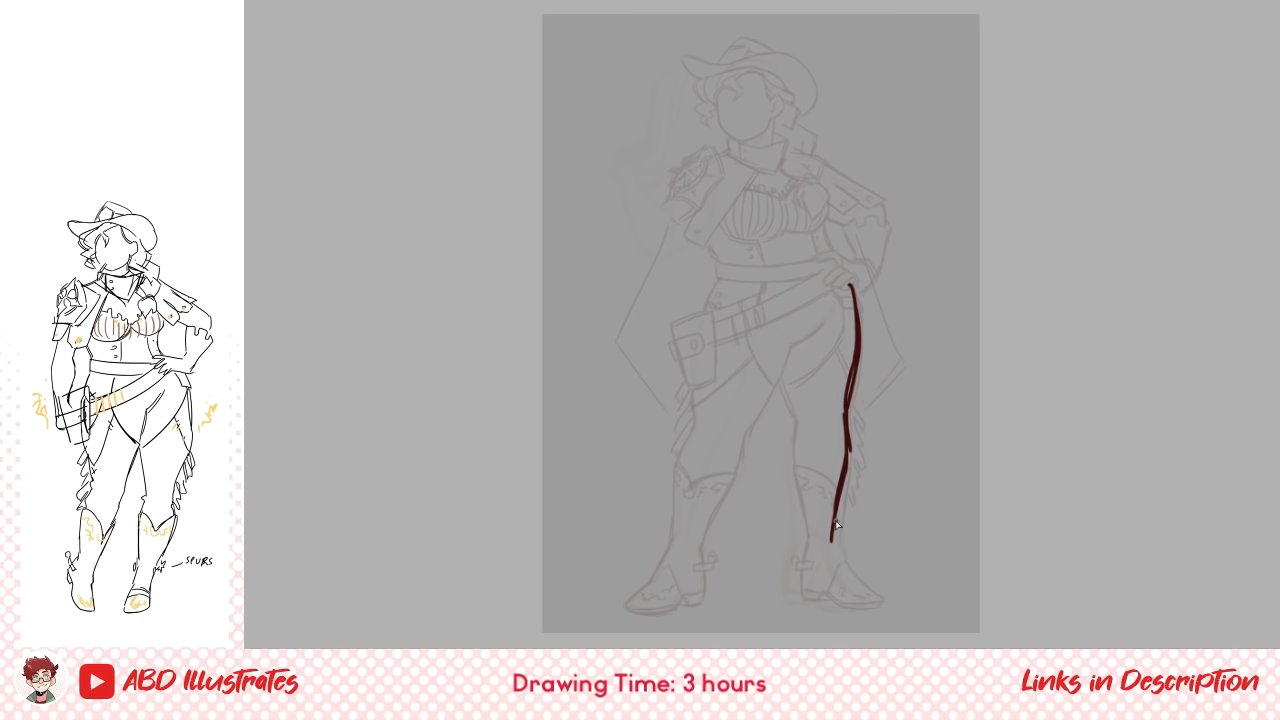 SPURS
ABD Illustrates
Drawing Time: 3 hours
Links in Description